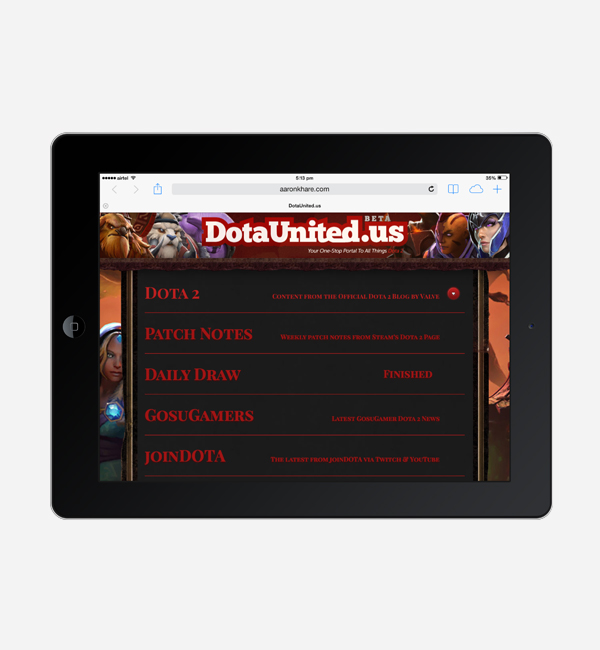 airtel 5:13 pm 35%
aaronkhare.com
DotaUnited.us
BETA
DotaUnited.us
Your One-Stop Portal To All Things
Dota 2 Content from the Official Dota 2 Blog by Valve
Patch Notes Weekly patch notes from Steam's Dota 2 Page
Daily Draw Finished
GosuGamers Latest GosuGamer Dota 2 News
joinDOTA The latest from joinDOTA via Twitch & YouTube